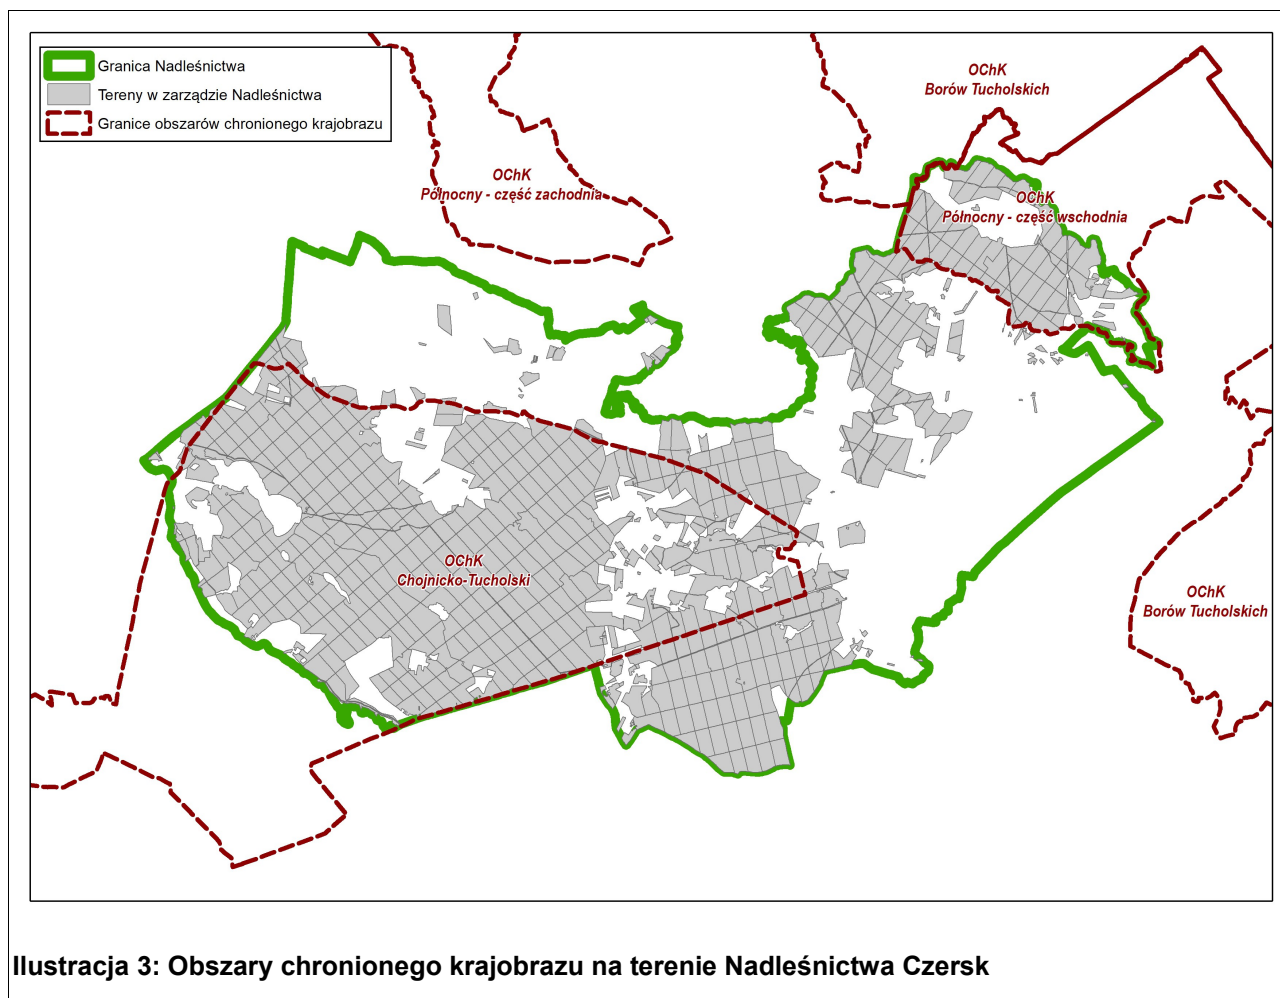 Granica Nadleśnictwa
Tereny w zarządzie Nadleśnictwa
Granice obszarów chronionego krajobrazu
OChK
Borów Tucholskich
OChK
Północny - część zachodnia
OChK
Północny - część wschodnia
OChK
Chojnicko-Tucholski
OChK
Borów Tucholskich
Ilustracja 3: Obszary chronionego krajobrazu na terenie Nadleśnictwa Czersk